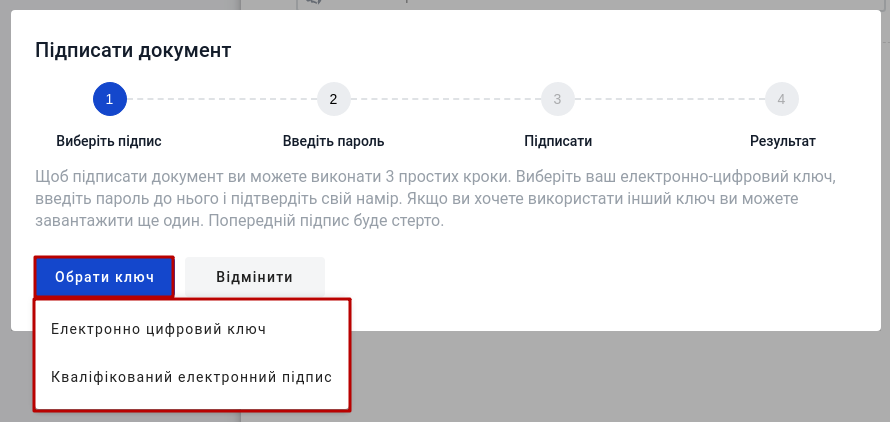 Підписати документ
1 2 3 4
Виберіть підпис Введіть пароль Підписати Результат
Щоб підписати документ ви можете виконати 3 простих кроки. Виберіть ваш електронно-цифровий ключ,
введіть пароль до нього і підтвердіть свій намір. Якщо ви хочете використати інший ключ ви можете
завантажити ще один. Попередній підпис буде стерто.
Обрати ключ Відмінити
Електронно цифровий ключ
Кваліфікований електронний підпис